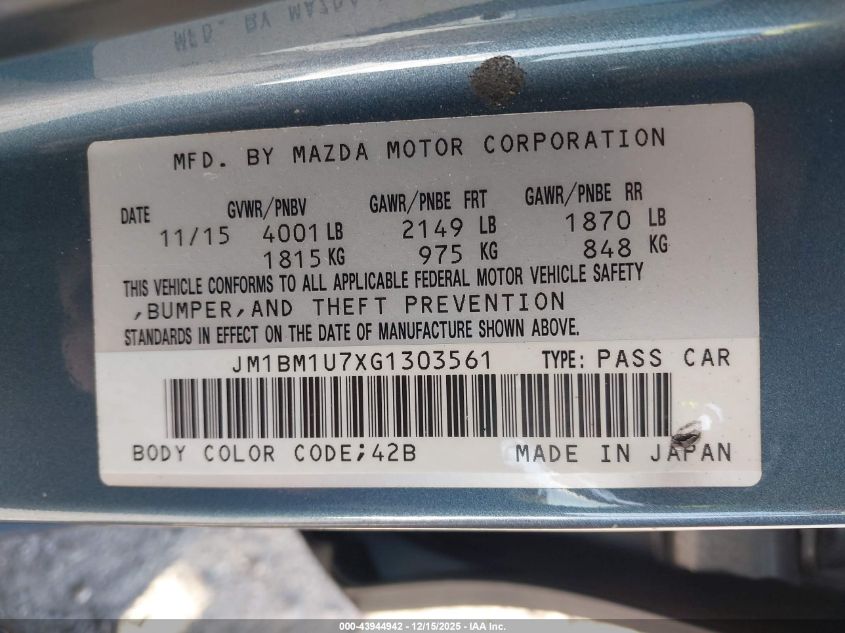 MFD. BY MAZDA
MFD. BY MAZDA MOTOR CORPORATION
DATE GVWR/PNBV GAWR/PNBE FRT GAWR/PNBE RR
11/15 4001 LB 2149 LB 1870 LB
1815 KG 975 KG 848 KG
THIS VEHICLE CONFORMS TO ALL APPLICABLE FEDERAL MOTOR VEHICLE SAFETY
,BUMPER,AND THEFT PREVENTION
STANDARDS IN EFFECT ON THE DATE OF MANUFACTURE SHOWN ABOVE.
JM1BM1U7XG1303561 TYPE: PASS CAR
BODY COLOR CODE;42B MADE IN JAPAN
000-43944942 - 12/15/2025 - IAA Inc.